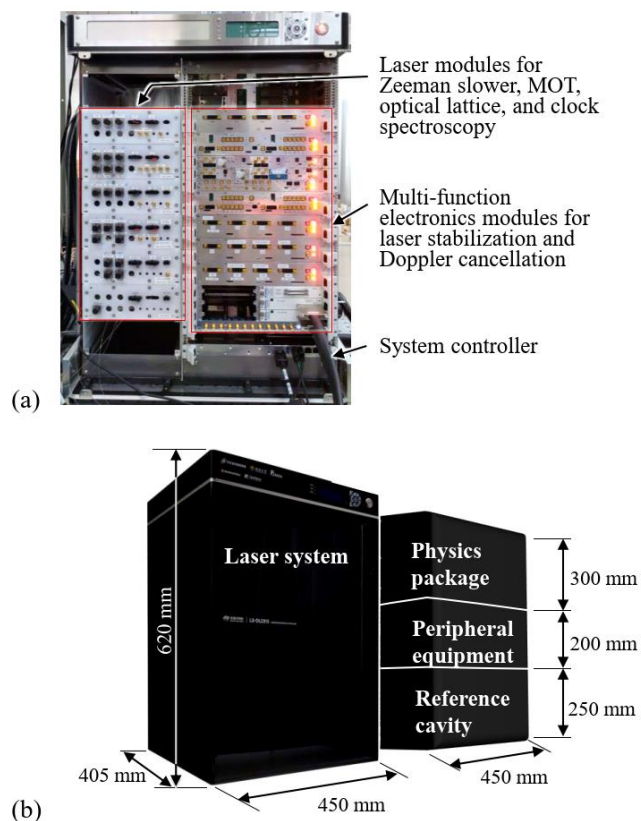 Laser modules for
Zeeman slower, MOT,
optical lattice, and clock
spectroscopy
Multi-function
electronics modules for
laser stabilization and
Doppler cancellation
System controller
(a)
Laser system
Physics
package
Peripheral
equipment
Reference
cavity
620 mm
300 mm
200 mm
250 mm
405 mm
450 mm
450 mm
(b)